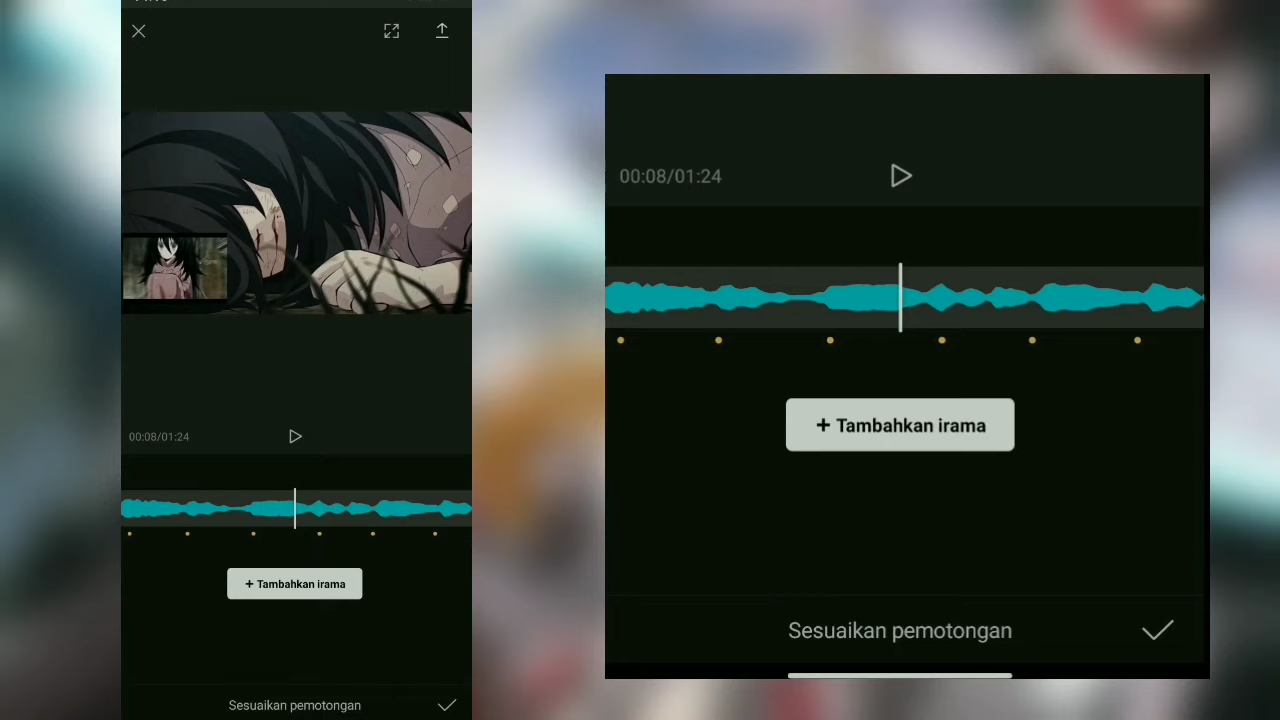 00:08/01:24
+ Tambahkan irama
Sesuaikan pemotongan
00:08/01:24
+ Tambahkan irama
Sesuaikan pemotongan